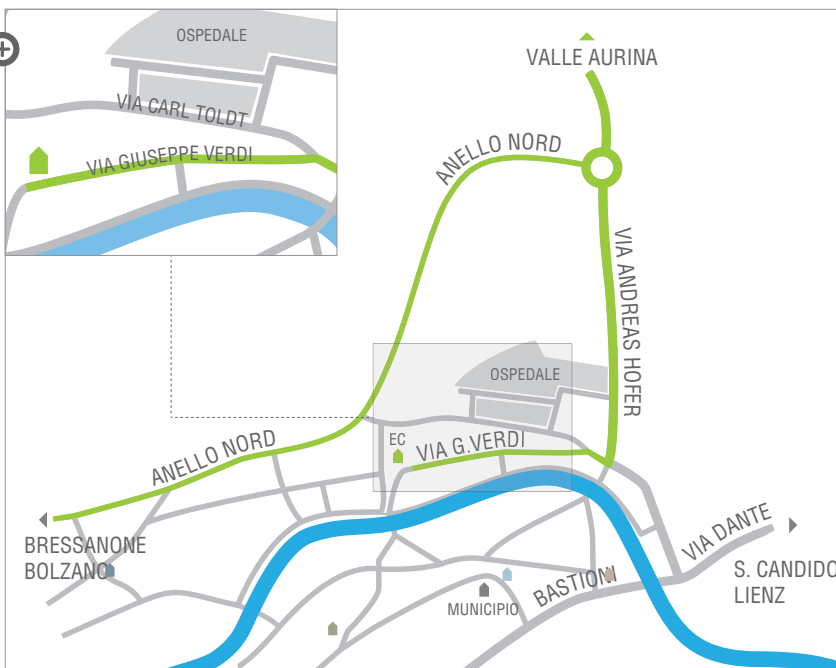 OSPEDALE
VIA CARL TOLDT
VIA GIUSEPPE VERDI
VALLE AURINA
ANELLO NORD
VIA ANDREAS HOFER
OSPEDALE
EC
VIA G.VERDI
ANELLO NORD
BRESSANONE
BOLZANO
VIA DANTE
S. CANDIDO
LIENZ
BASTIONI
MUNICIPIO